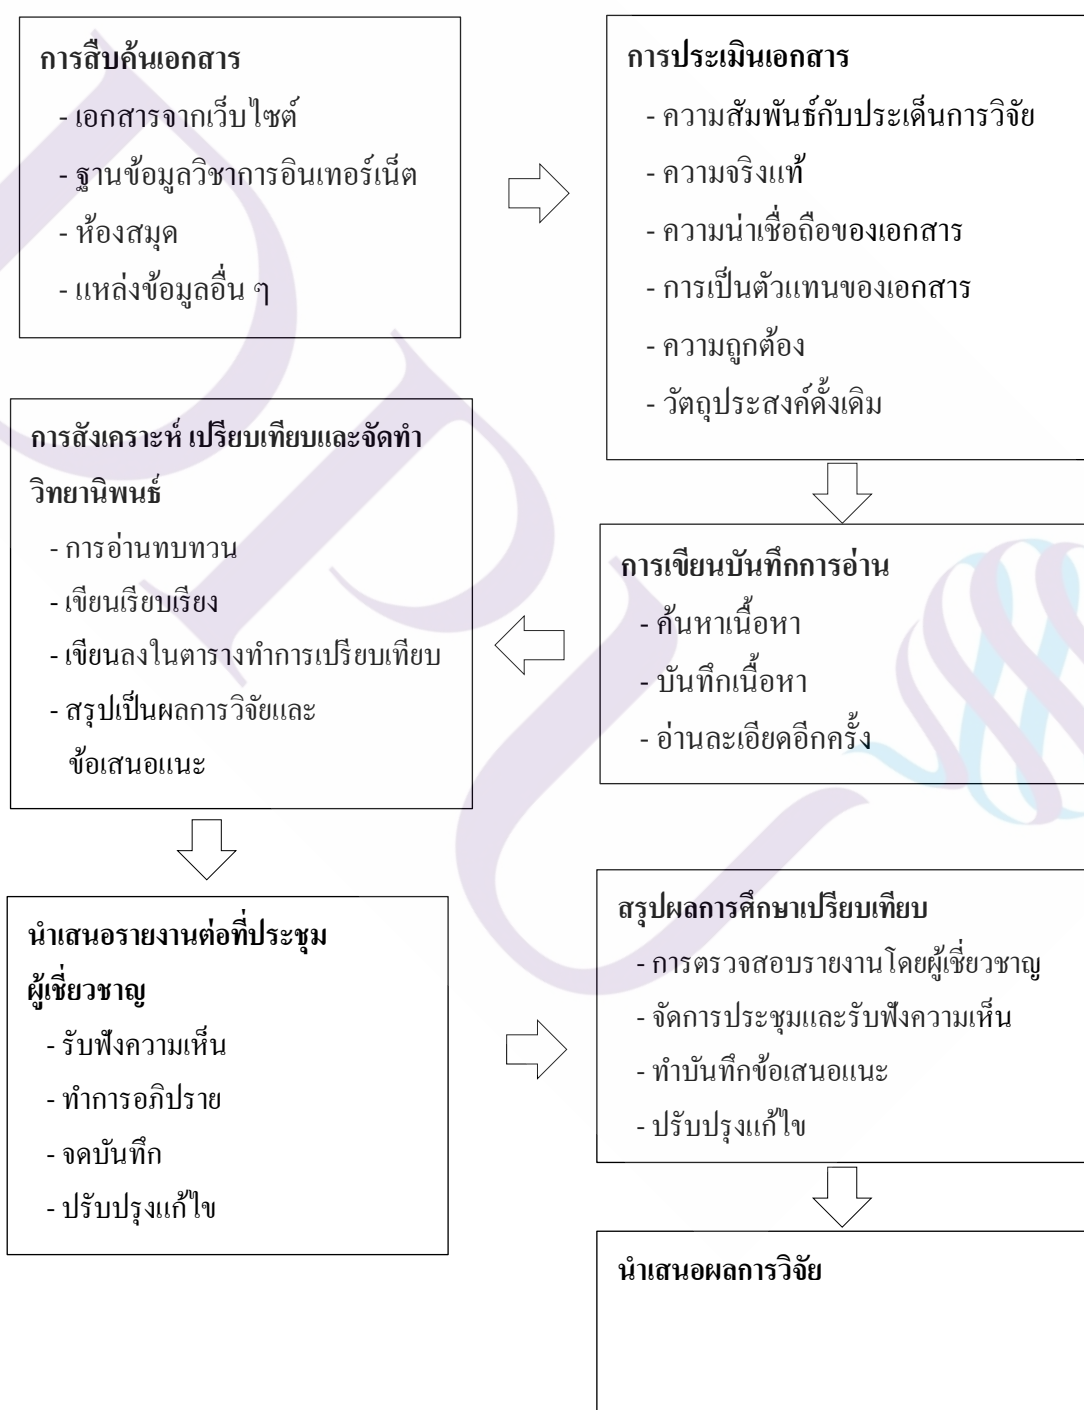 การสืบค้นเอกสาร
- เอกสารจากเว็บไซต์
- ฐานข้อมูลวิชาการอินเทอร์เน็ต
- ห้องสมุด
- แหล่งข้อมูลอื่น ๆ
การประเมินเอกสาร
- ความสัมพันธ์กับประเด็นการวิจัย
- ความจริงแท้
- ความน่าเชื่อถือของเอกสาร
- การเป็นตัวแทนของเอกสาร
- ความถูกต้อง
- วัตถุประสงค์ดั้งเดิม
การเขียนบันทึกการอ่าน
- ค้นหาเนื้อหา
- บันทึกเนื้อหา
- อ่านละเอียดอีกครั้ง
การสังเคราะห์ เปรียบเทียบและจัดทำ
วิทยานิพนธ์
- การอ่านทบทวน
- เขียนเรียบเรียง
- เขียนลงในตารางทำการเปรียบเทียบ
- สรุปเป็นผลการวิจัยและ
ข้อเสนอแนะ
นำเสนอรายงานต่อที่ประชุม
ผู้เชี่ยวชาญ
- รับฟังความเห็น
- ทำการอภิปราย
- จดบันทึก
- ปรับปรุงแก้ไข
สรุปผลการศึกษาเปรียบเทียบ
- การตรวจสอบรายงานโดยผู้เชี่ยวชาญ
- จัดการประชุมและรับฟังความเห็น
- ทำบันทึกข้อเสนอแนะ
- ปรับปรุงแก้ไข
นำเสนอผลการวิจัย
DPU